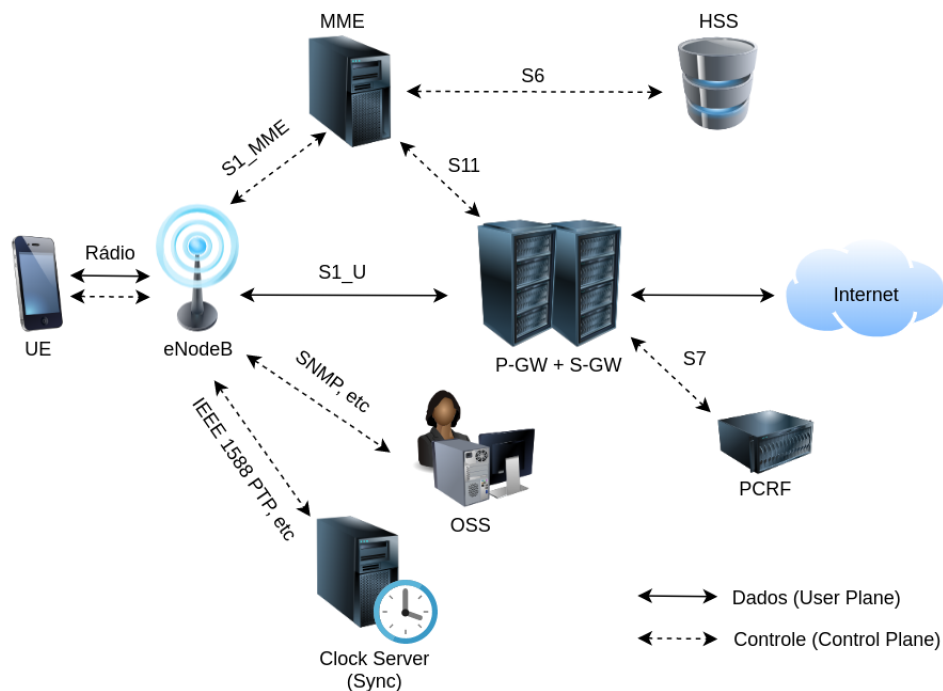 MME
HSS
S6
S1_MME
S11
Rádio
S1_U
Internet
UE
eNodeB
P-GW + S-GW
S7
SNMP, etc
IEEE 1588 PTP, etc
PCRF
OSS
Dados (User Plane)
Controle (Control Plane)
Clock Server
(Sync)